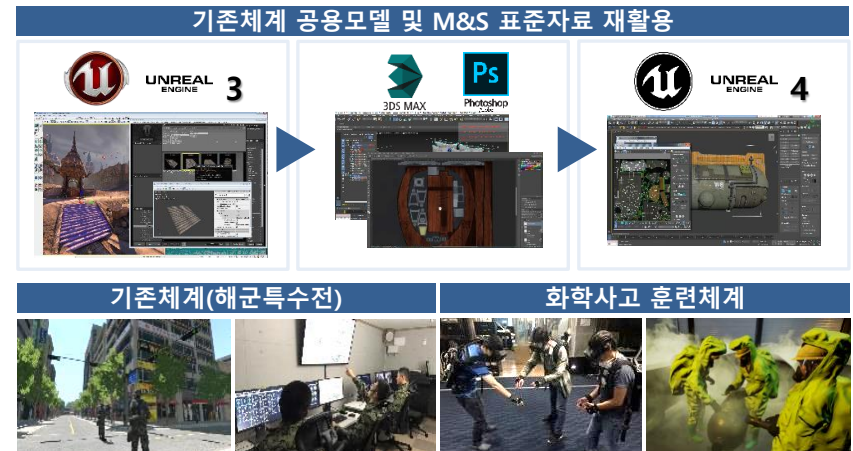 기존체계 공용모델 및 M&S 표준자료 재활용
UNREAL ENGINE 3
3DS MAX
Ps
Photoshop
Adobe
UNREAL ENGINE 4
기존체계(해군특수전)
화학사고 훈련체계